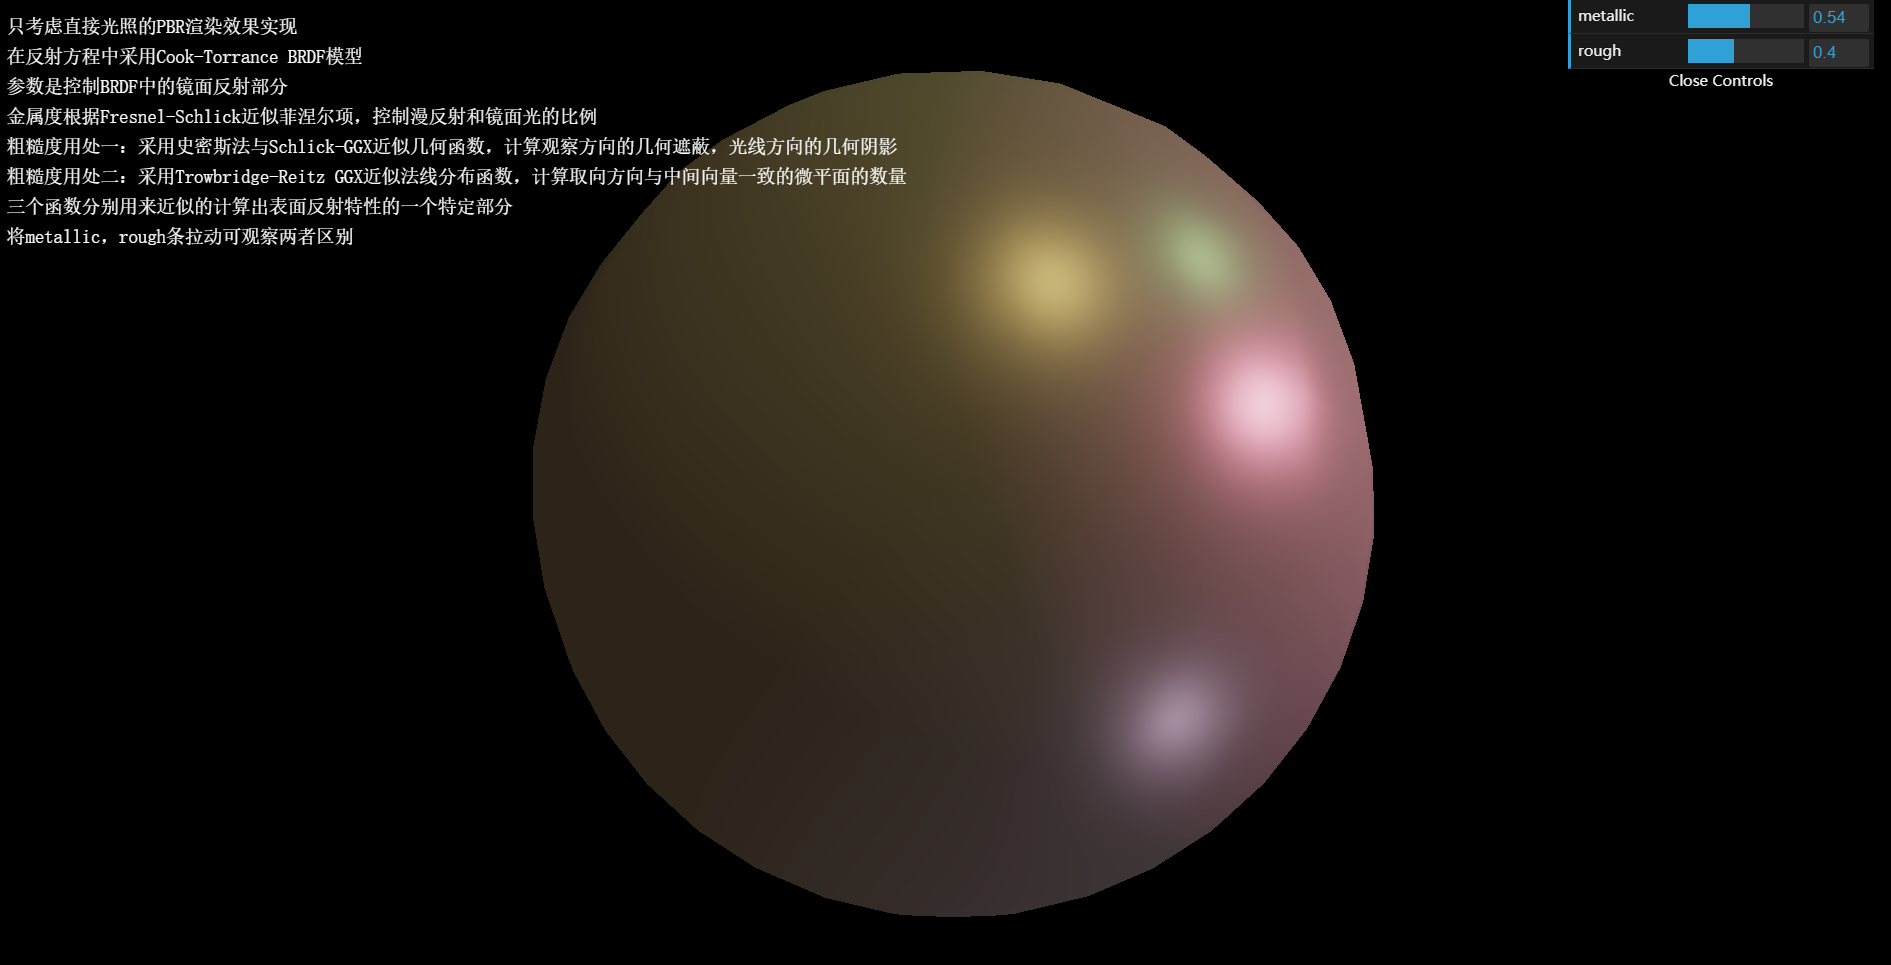 只考虑直接光照的PBR渲染效果实现
在反射方程中采用Cook-Torrance BRDF模型
参数是控制BRDF中的镜面反射部分
金属度根据Fresnel-Schlick近似菲涅尔项，控制漫反射和镜面光的比例
粗糙度用处一：采用史密斯法与Schlick-GGX近似几何函数，计算观察方向的几何遮蔽，光线方向的几何阴影
粗糙度用处二：采用Trowbridge-Reitz GGX近似法线分布函数，计算取向方向与中间向量一致的微平面的数量
三个函数分别用来近似的计算出表面反射特性的一个特定部分
将metallic，rough条拉动可观察两者区别
metallic 0.54
rough 0.4
Close Controls